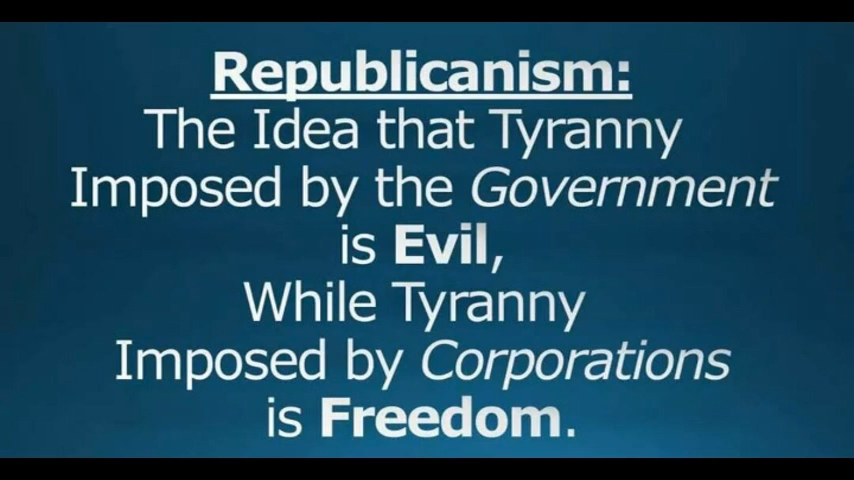 Republicanism:
The Idea that Tyranny
Imposed by the Government
is Evil,
While Tyranny
Imposed by Corporations
is Freedom.